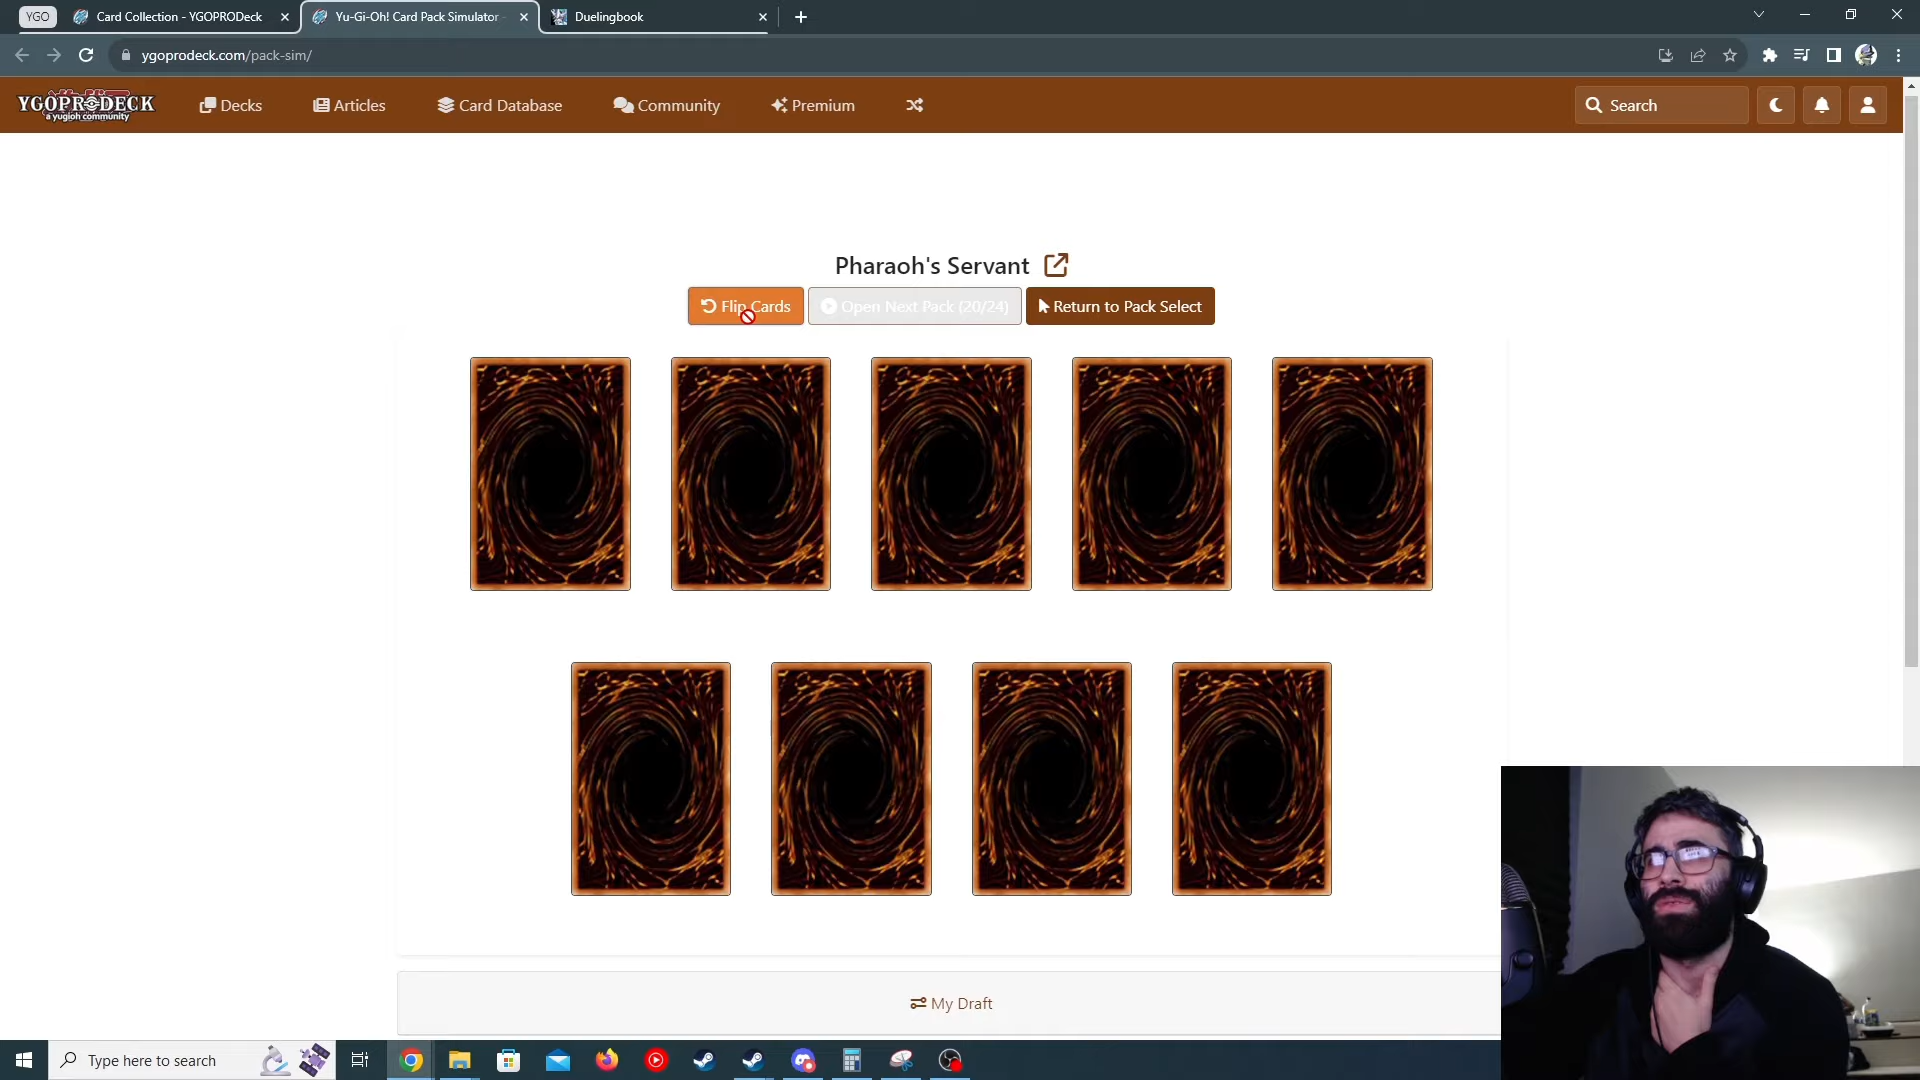 YGO
Card Collection - YGOPRODeck
Yu-Gi-Oh! Card Pack Simulator -
Duelingbook
ygoprodeck.com/pack-sim/
YGOPRODECK
a yugioh community
Decks
Articles
Card Database
Community
Premium
Search
Pharaoh's Servant
Flip Cards
Open Next Pack (20/24)
Return to Pack Select
My Draft
Type here to search